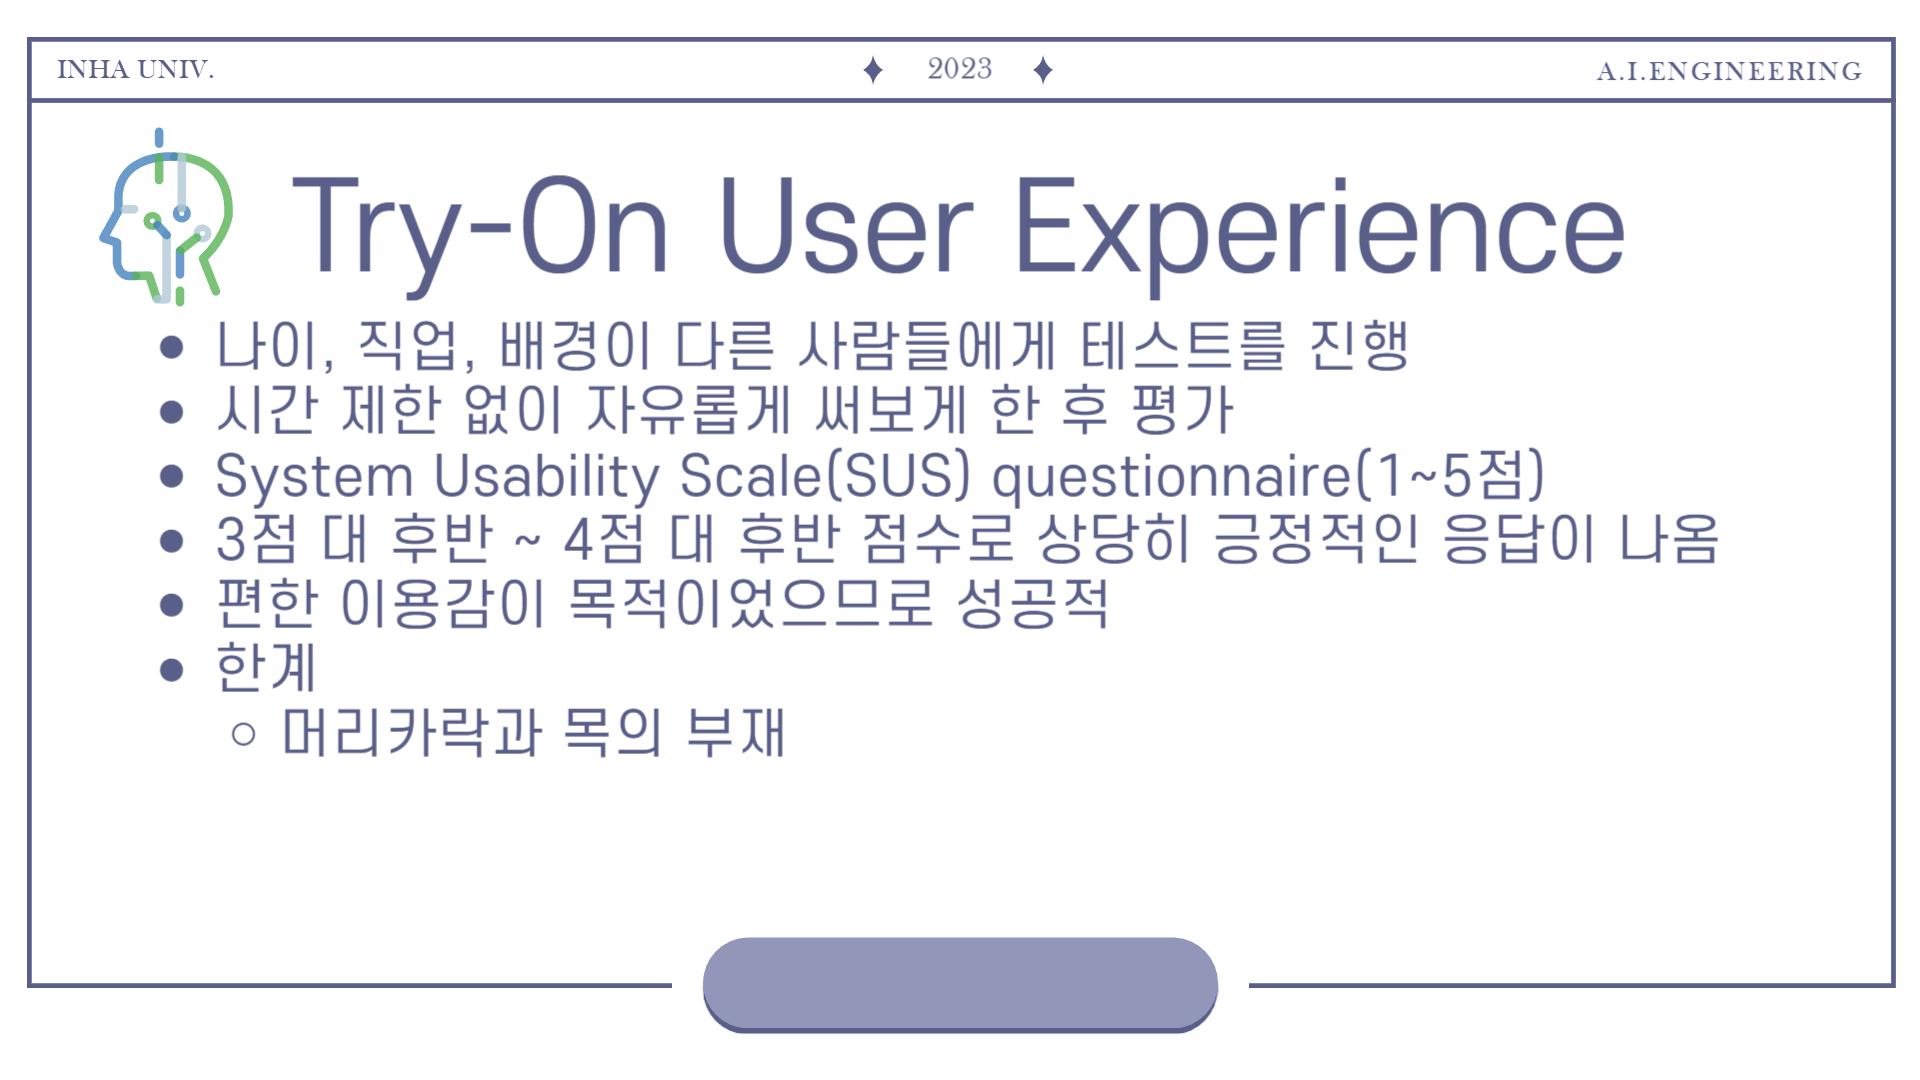 INHA UNIV.
2023
A.I.ENGINEERING
Try-On User Experience
• 나이, 직업, 배경이 다른 사람들에게 테스트를 진행
• 시간 제한 없이 자유롭게 써보게 한 후 평가
• System Usability Scale(SUS) questionnaire(1~5점)
• 3점 대 후반 ~ 4점 대 후반 점수로 상당히 긍정적인 응답이 나옴
• 편한 이용감이 목적이었으므로 성공적
• 한계
○ 머리카락과 목의 부재